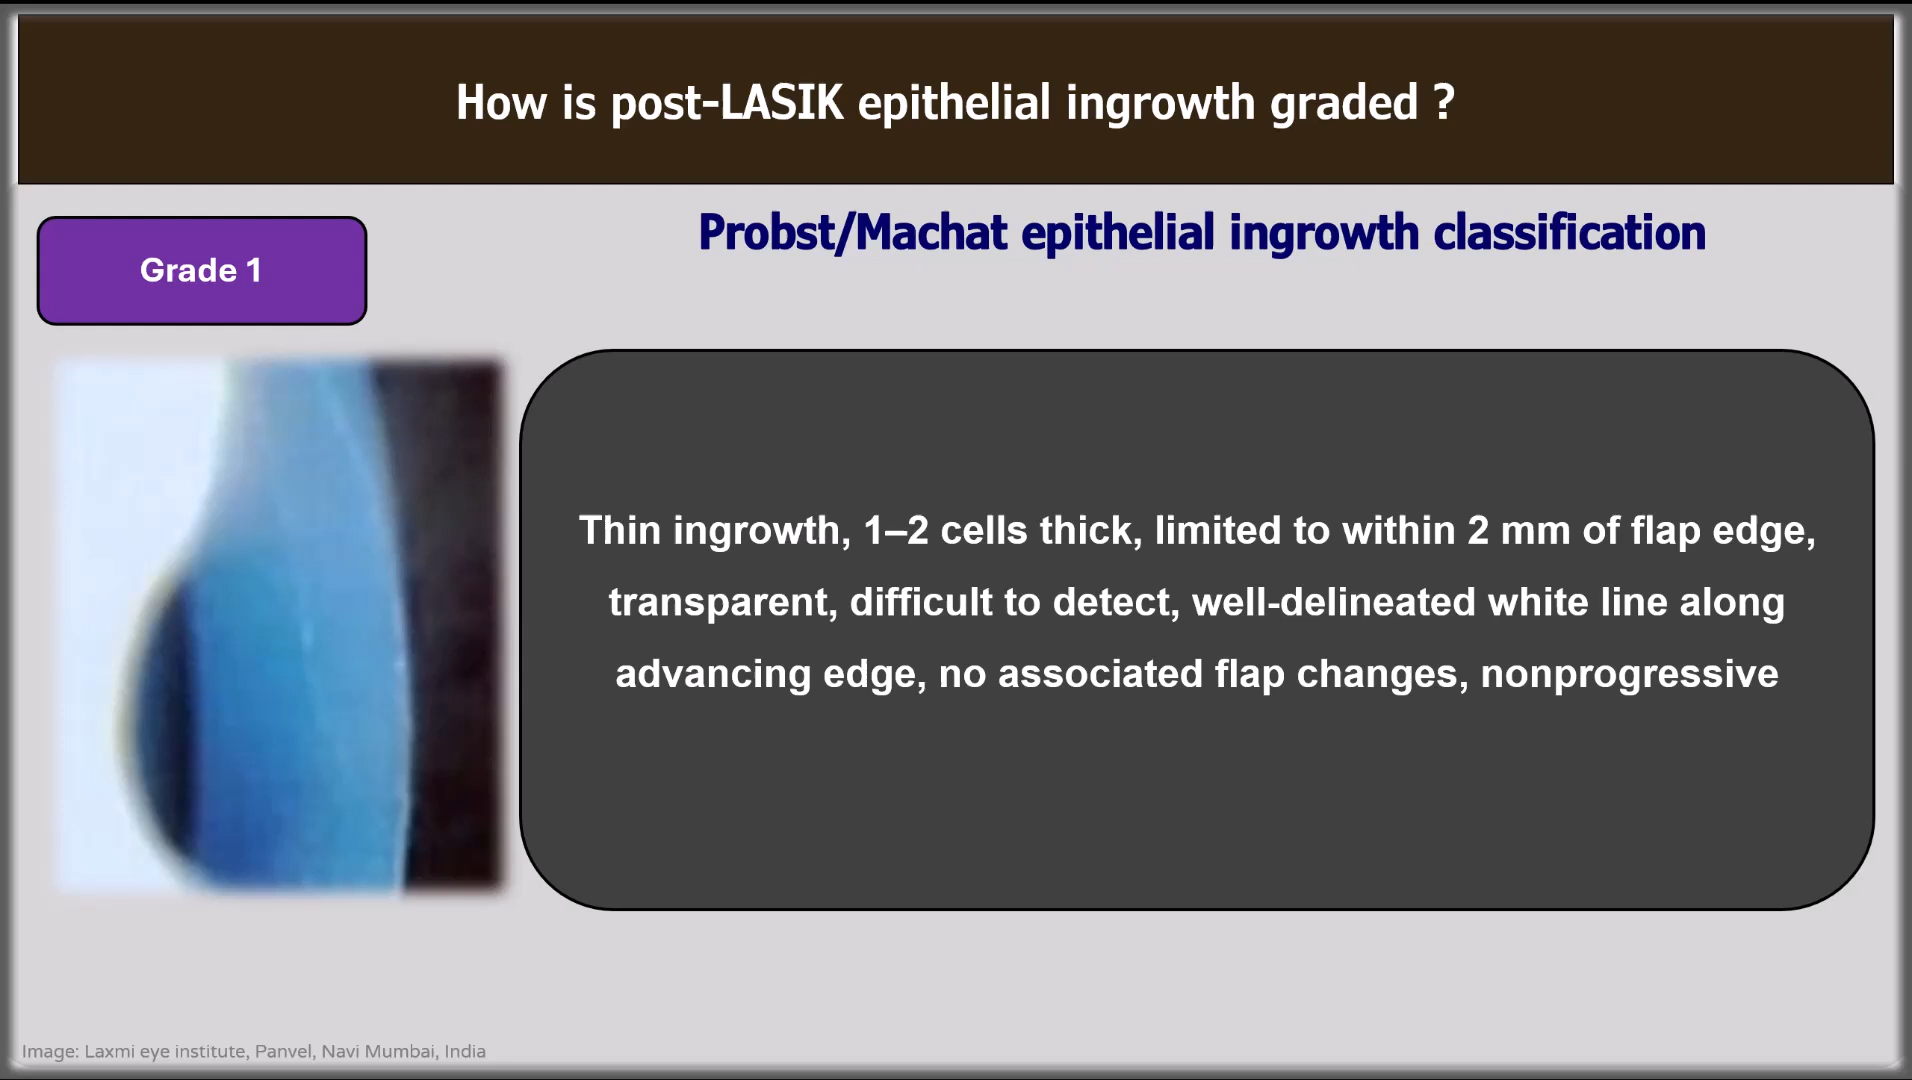 How is post-LASIK epithelial ingrowth graded ?
Probst/Machat epithelial ingrowth classification
Grade 1
Thin ingrowth, 1–2 cells thick, limited to within 2 mm of flap edge,
transparent, difficult to detect, well-delineated white line along
advancing edge, no associated flap changes, nonprogressive
Image: Laxmi eye institute, Panvel, Navi Mumbai, India